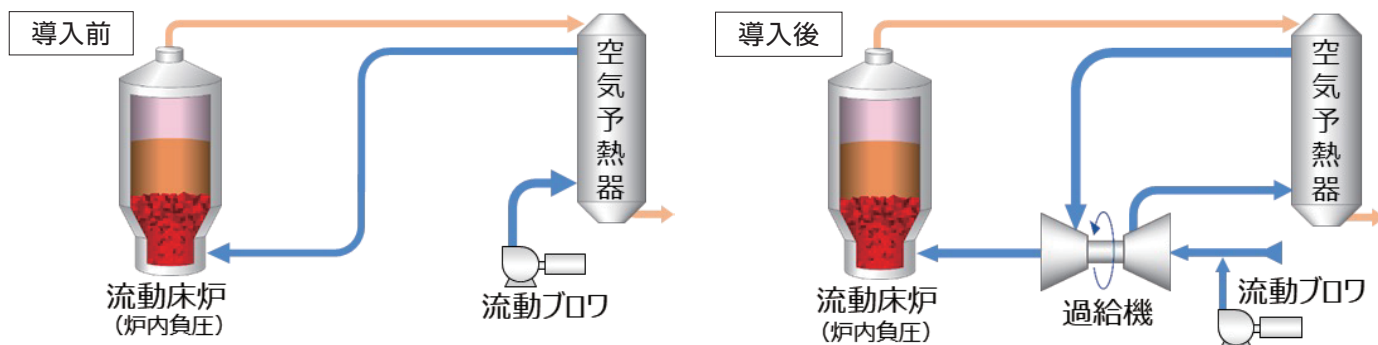 導入前
空気予熱器
流動床炉
（炉内負圧）
流動ブロワ
導入後
空気予熱器
流動床炉
（炉内負圧）
過給機
流動ブロワ